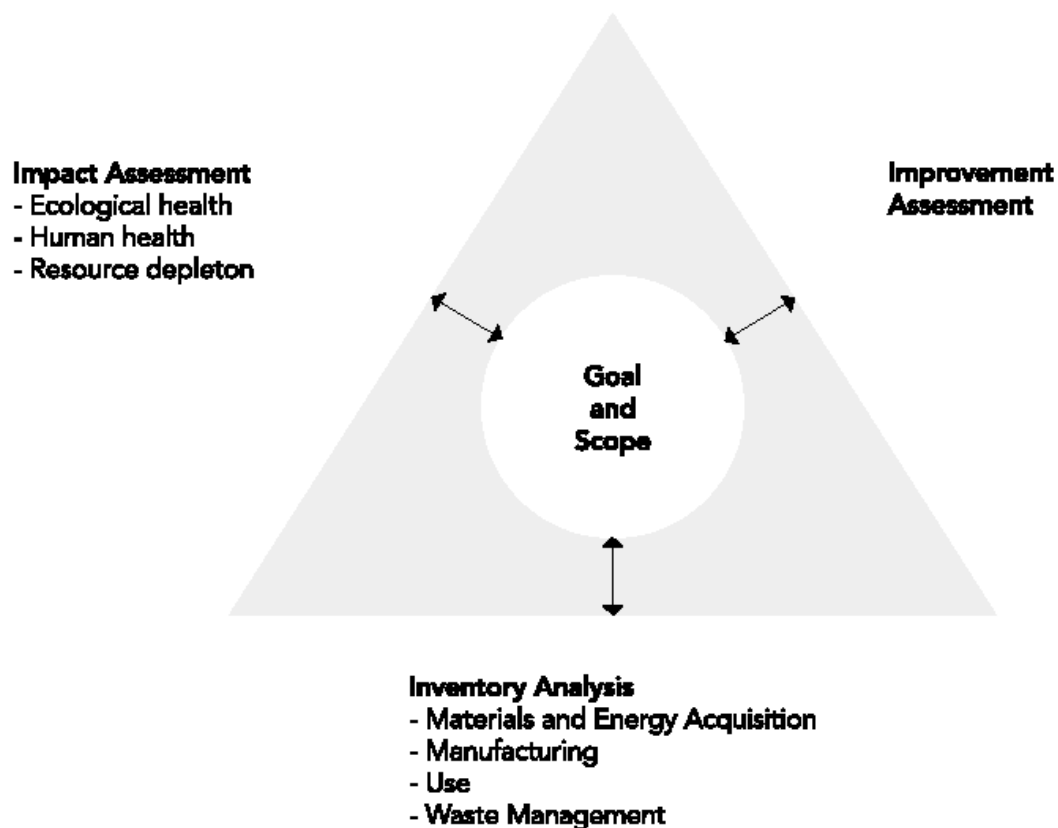 Impact Assessment
- Ecological health
- Human health
- Resource depleton
Improvement
Assessment
Goal
and
Scope
Inventory Analysis
- Materials and Energy Acquisition
- Manufacturing
- Use
- Waste Management